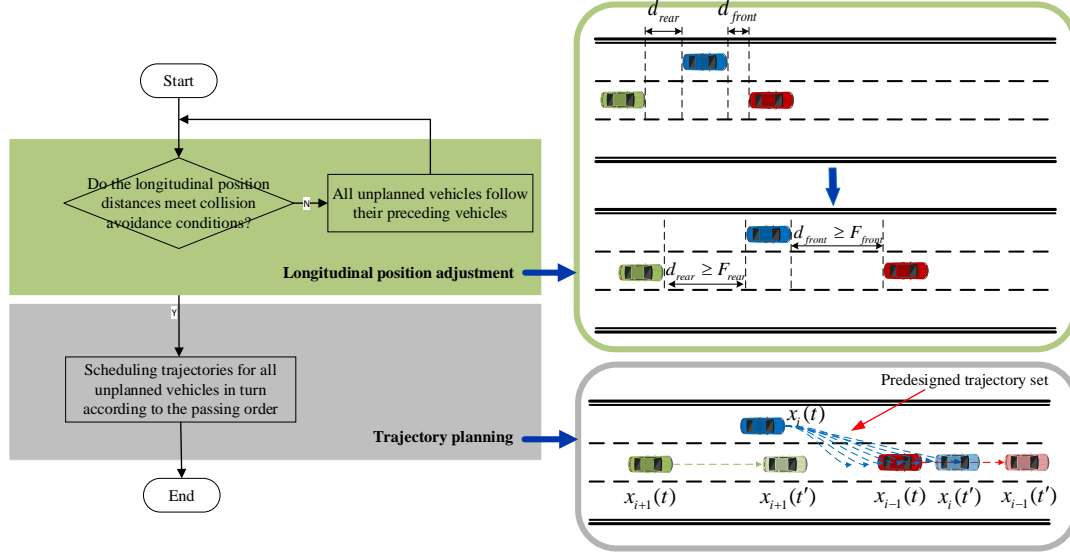 Start
Do the longitudinal position
distances meet collision
avoidance conditions?
N
All unplanned vehicles follow
their preceding vehicles
Longitudinal position adjustment
Y
Scheduling trajectories for all
unplanned vehicles in turn
according to the passing order
Trajectory planning
End
d_rear d_front
d_front ≥ F_front
d_rear ≥ F_rear
Predesigned trajectory set
x_i(t)
x_{i+1}(t) x_{i+1}(t') x_{i-1}(t) x_i(t') x_{i-1}(t')